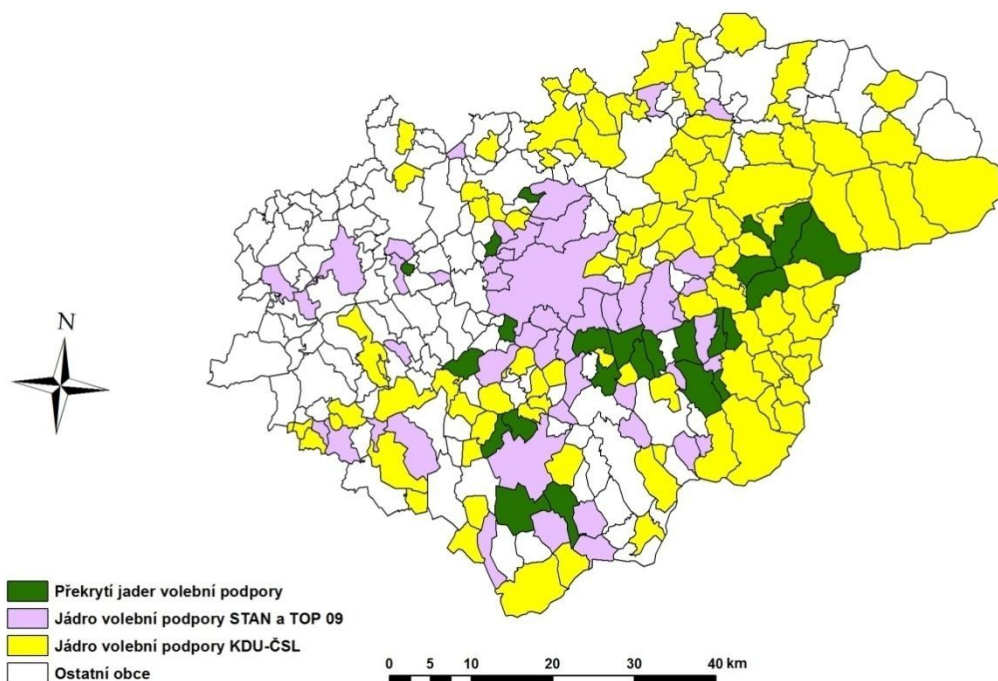 N
Překrytí jader volební podpory
Jádro volební podpory STAN a TOP 09
Jádro volební podpory KDU-ČSL
Ostatní obce
0 5 10 20 30 40 km